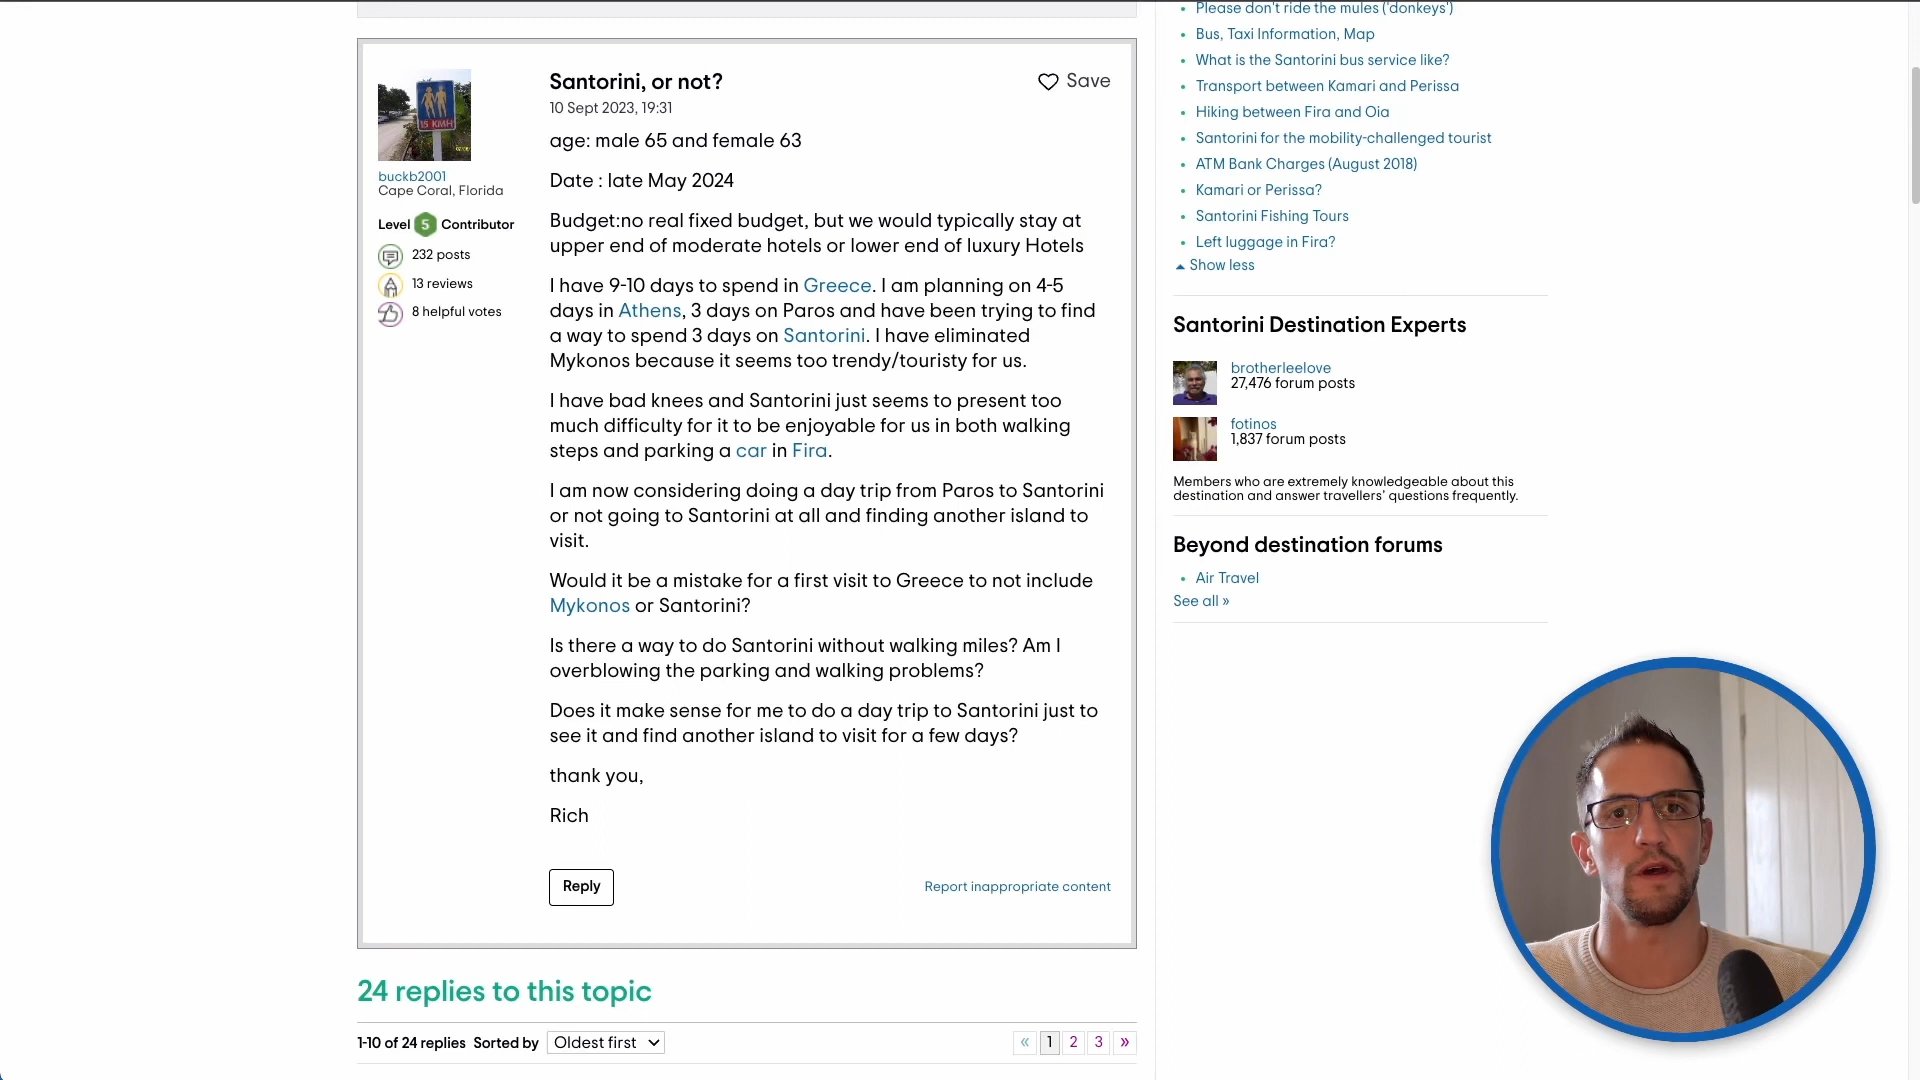 Santorini, or not?
Save
10 Sept 2023, 19:31
age: male 65 and female 63
Date : late May 2024
Budget:no real fixed budget, but we would typically stay at
upper end of moderate hotels or lower end of luxury Hotels
I have 9-10 days to spend in Greece. I am planning on 4-5
days in Athens, 3 days on Paros and have been trying to find
a way to spend 3 days on Santorini. I have eliminated
Mykonos because it seems too trendy/touristy for us.
I have bad knees and Santorini just seems to present too
much difficulty for it to be enjoyable for us in both walking
steps and parking a car in Fira.
I am now considering doing a day trip from Paros to Santorini
or not going to Santorini at all and finding another island to
visit.
Would it be a mistake for a first visit to Greece to not include
Mykonos or Santorini?
Is there a way to do Santorini without walking miles? Am I
overblowing the parking and walking problems?
Does it make sense for me to do a day trip to Santorini just to
see it and find another island to visit for a few days?
thank you,
Rich
Reply
Report inappropriate content
15 KMH
buckb2001
Cape Coral, Florida
Level 5 Contributor
232 posts
13 reviews
8 helpful votes
24 replies to this topic
1-10 of 24 replies Sorted by Oldest first
« 1 2 3 »
Please don't ride the mules ('donkeys')
Bus, Taxi Information, Map
What is the Santorini bus service like?
Transport between Kamari and Perissa
Hiking between Fira and Oia
Santorini for the mobility-challenged tourist
ATM Bank Charges (August 2018)
Kamari or Perissa?
Santorini Fishing Tours
Left luggage in Fira?
Show less
Santorini Destination Experts
brotherleelove
27,476 forum posts
fotinos
1,837 forum posts
Members who are extremely knowledgeable about this
destination and answer travellers' questions frequently.
Beyond destination forums
Air Travel
See all »